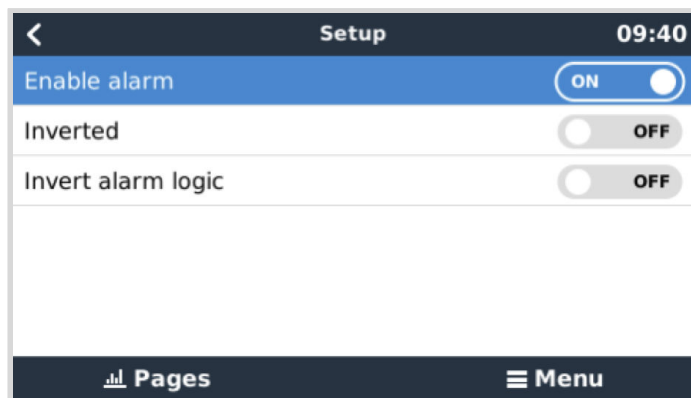 Setup 09:40
Enable alarm ON
Inverted OFF
Invert alarm logic OFF
Pages Menu